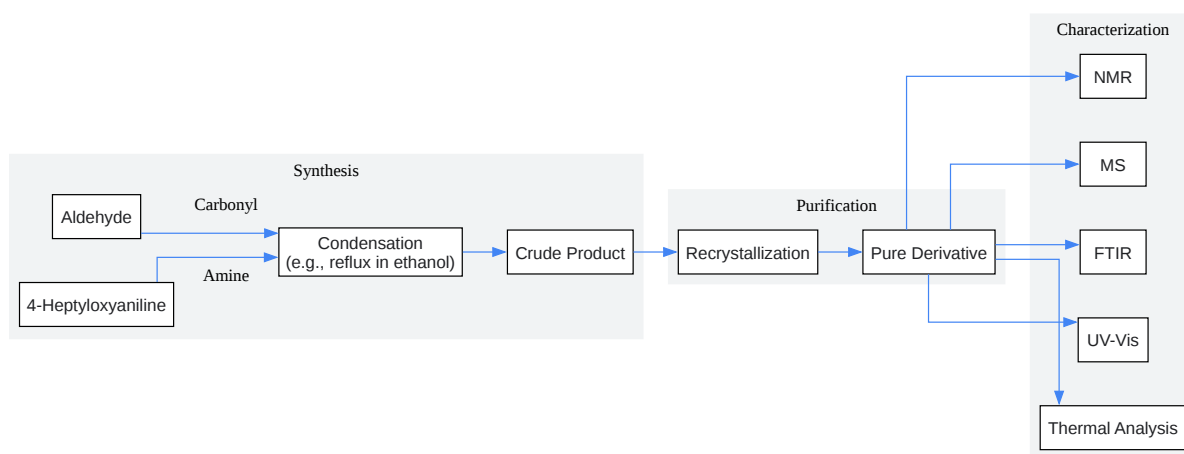 Synthesis
Aldehyde
Carbonyl
4-Heptyloxyaniline
Amine
Condensation
(e.g., reflux in ethanol)
Crude Product
Purification
Recrystallization
Pure Derivative
Characterization
NMR
MS
FTIR
UV-Vis
Thermal Analysis